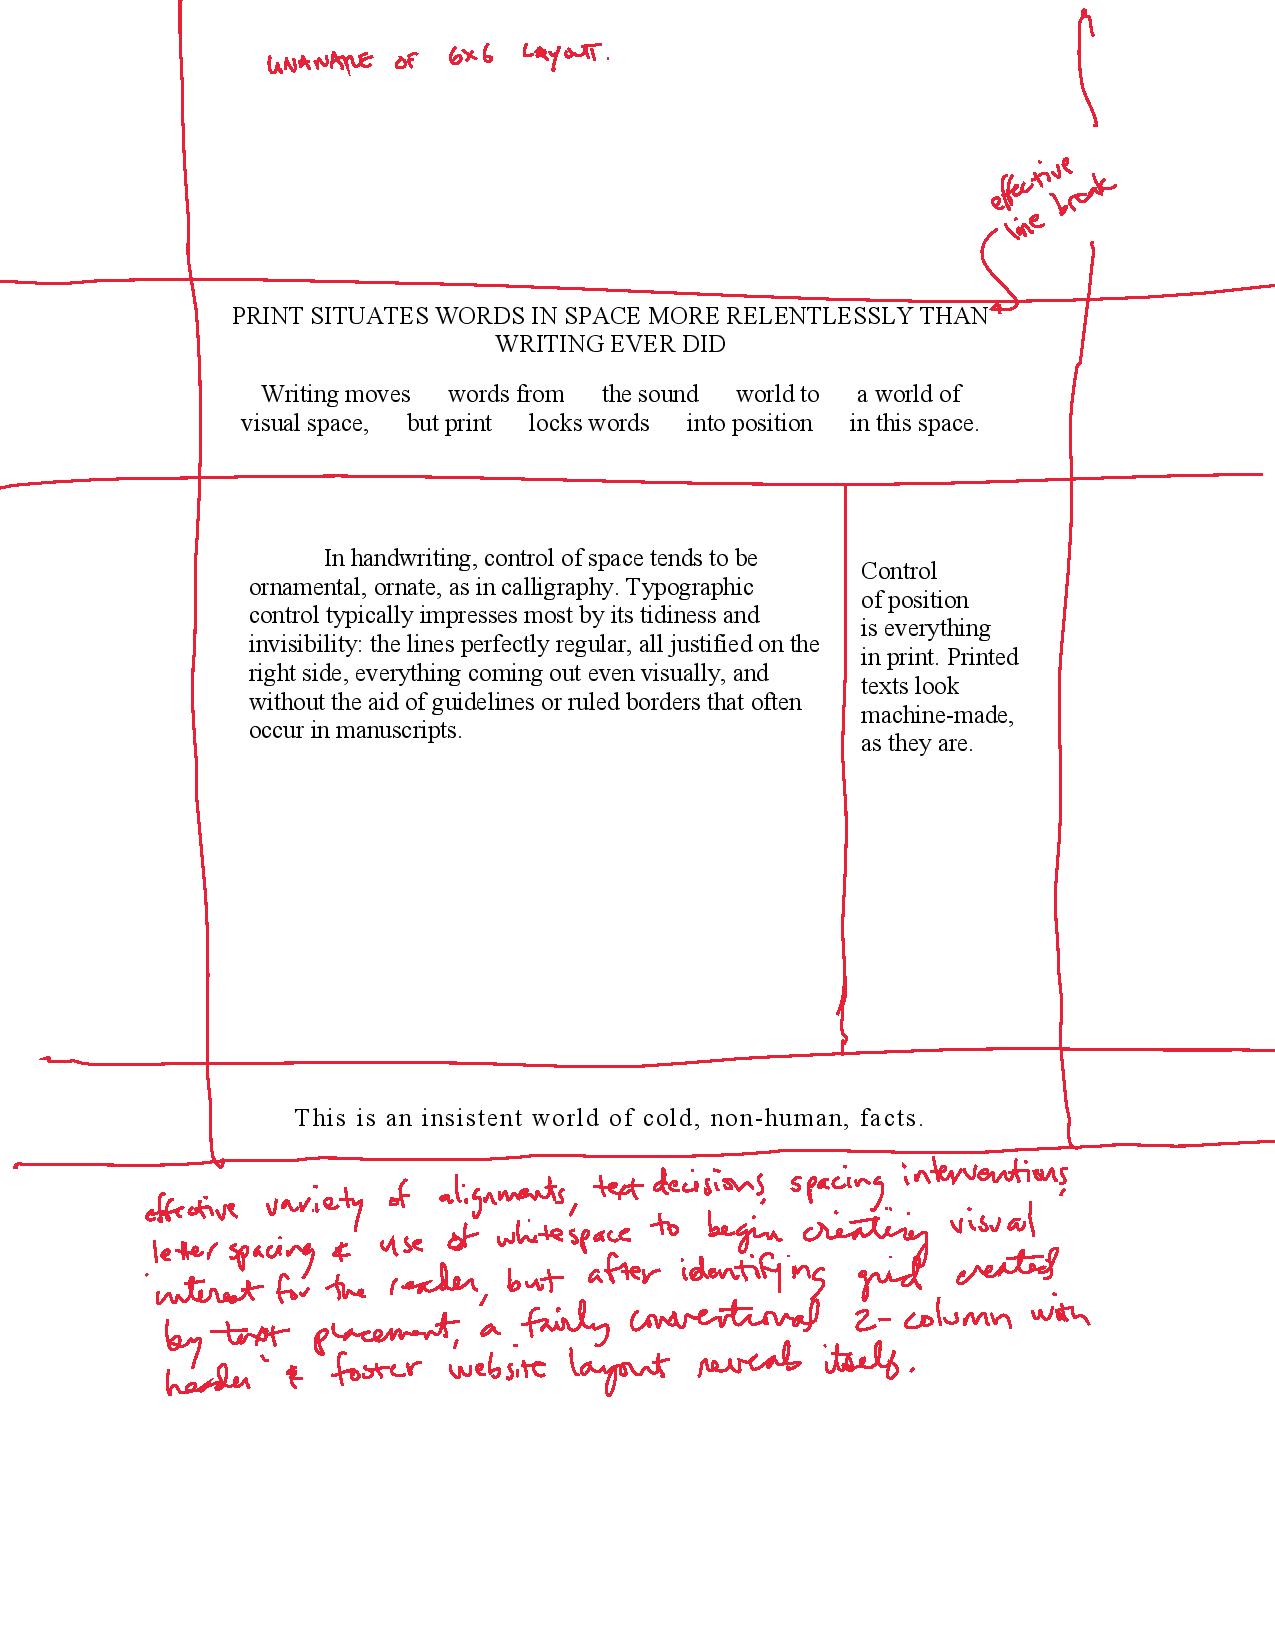 UNAWARE OF 6x6 LAYOUT.
effective
line break
PRINT SITUATES WORDS IN SPACE MORE RELENTLESSLY THAN
WRITING EVER DID
Writing moves words from the sound world to a world of
visual space, but print locks words into position in this space.
In handwriting, control of space tends to be
ornamental, ornate, as in calligraphy. Typographic
control typically impresses most by its tidiness and
invisibility: the lines perfectly regular, all justified on the
right side, everything coming out even visually, and
without the aid of guidelines or ruled borders that often
occur in manuscripts.
Control
of position
is everything
in print. Printed
texts look
machine-made,
as they are.
This is an insistent world of cold, non-human, facts.
effective variety of alignments, text decisions, spacing interventions,
letter spacing & use of whitespace to begin creating visual
interest for the reader, but after identifying grid created
by text placement, a fairly conventional 2-column with
header & footer website layout reveals itself.